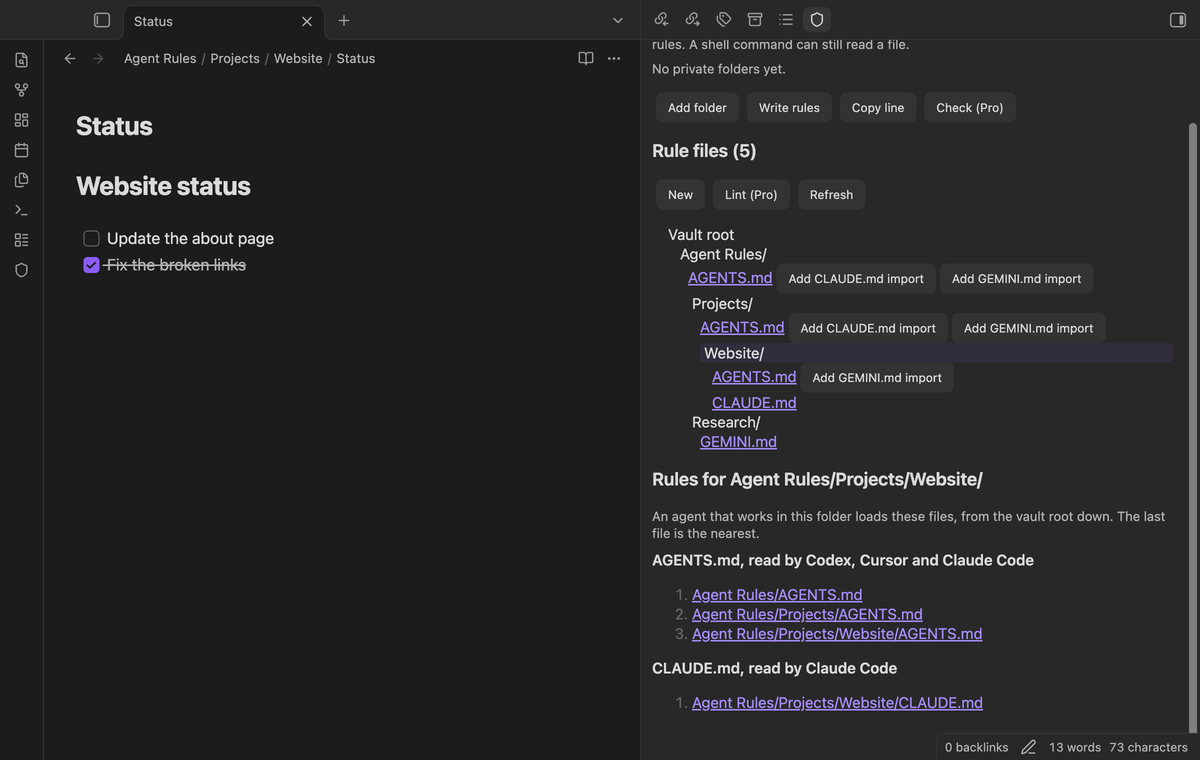 Status
Agent Rules / Projects / Website / Status
Status
Website status
Update the about page
Fix the broken links
rules. A shell command can still read a file.
No private folders yet.
Add folder Write rules Copy line Check (Pro)
Rule files (5)
New Lint (Pro) Refresh
Vault root
Agent Rules/
AGENTS.md Add CLAUDE.md import Add GEMINI.md import
Projects/
AGENTS.md Add CLAUDE.md import Add GEMINI.md import
Website/
AGENTS.md Add GEMINI.md import
CLAUDE.md
Research/
GEMINI.md
Rules for Agent Rules/Projects/Website/
An agent that works in this folder loads these files, from the vault root down. The last
file is the nearest.
AGENTS.md, read by Codex, Cursor and Claude Code
1. Agent Rules/AGENTS.md
2. Agent Rules/Projects/AGENTS.md
3. Agent Rules/Projects/Website/AGENTS.md
CLAUDE.md, read by Claude Code
1. Agent Rules/Projects/Website/CLAUDE.md
0 backlinks 13 words 73 characters